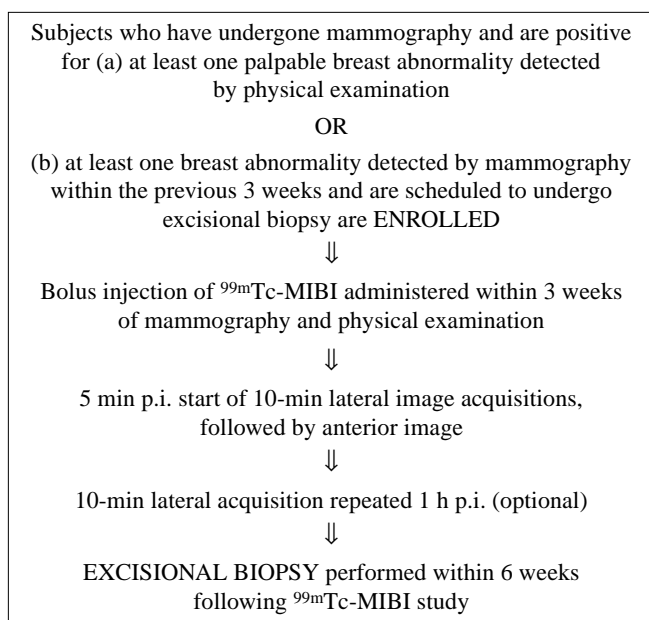 Subjects who have undergone mammography and are positive
for (a) at least one palpable breast abnormality detected
by physical examination
OR
(b) at least one breast abnormality detected by mammography
within the previous 3 weeks and are scheduled to undergo
excisional biopsy are ENROLLED
⇓
Bolus injection of ⁹⁹ᵐTc-MIBI administered within 3 weeks
of mammography and physical examination
⇓
5 min p.i. start of 10-min lateral image acquisitions,
followed by anterior image
⇓
10-min lateral acquisition repeated 1 h p.i. (optional)
⇓
EXCISIONAL BIOPSY performed within 6 weeks
following ⁹⁹ᵐTc-MIBI study